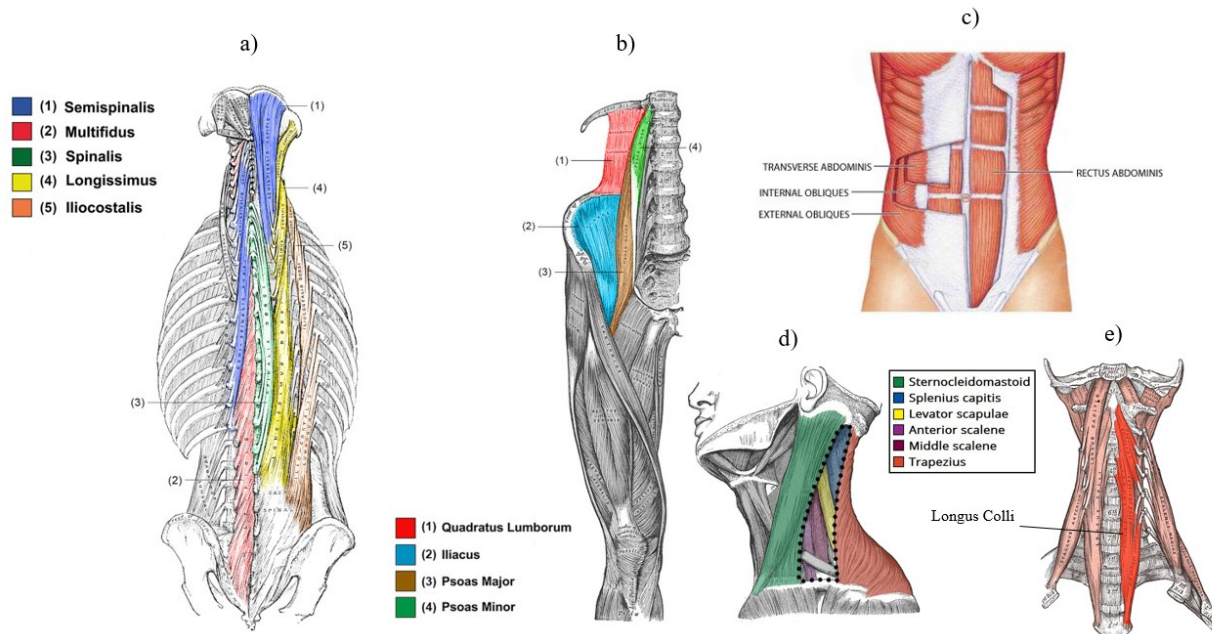 a)
(1) Semispinalis
(2) Multifidus
(3) Spinalis
(4) Longissimus
(5) Iliocostalis
(1)
(4)
(5)
(3)
(2)
b)
(1)
(4)
(2)
(3)
(1) Quadratus Lumborum
(2) Iliacus
(3) Psoas Major
(4) Psoas Minor
c)
TRANSVERSE ABDOMINIS
INTERNAL OBLIQUES
EXTERNAL OBLIQUES
RECTUS ABDOMINIS
d)
Sternocleidomastoid
Splenius capitis
Levator scapulae
Anterior scalene
Middle scalene
Trapezius
e)
Longus Colli